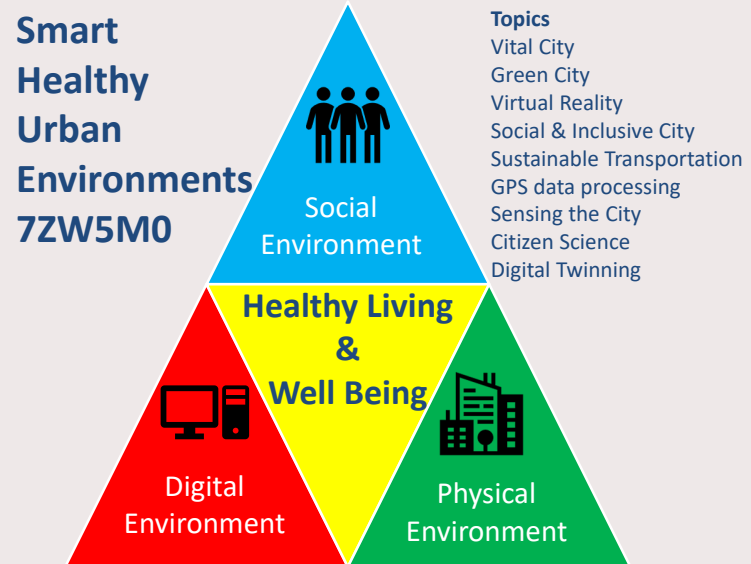 Smart
Healthy
Urban
Environments
7ZW5M0
Topics
Vital City
Green City
Virtual Reality
Social & Inclusive City
Sustainable Transportation
GPS data processing
Sensing the City
Citizen Science
Digital Twinning
Social
Environment
Healthy Living
&
Well Being
Digital
Environment
Physical
Environment